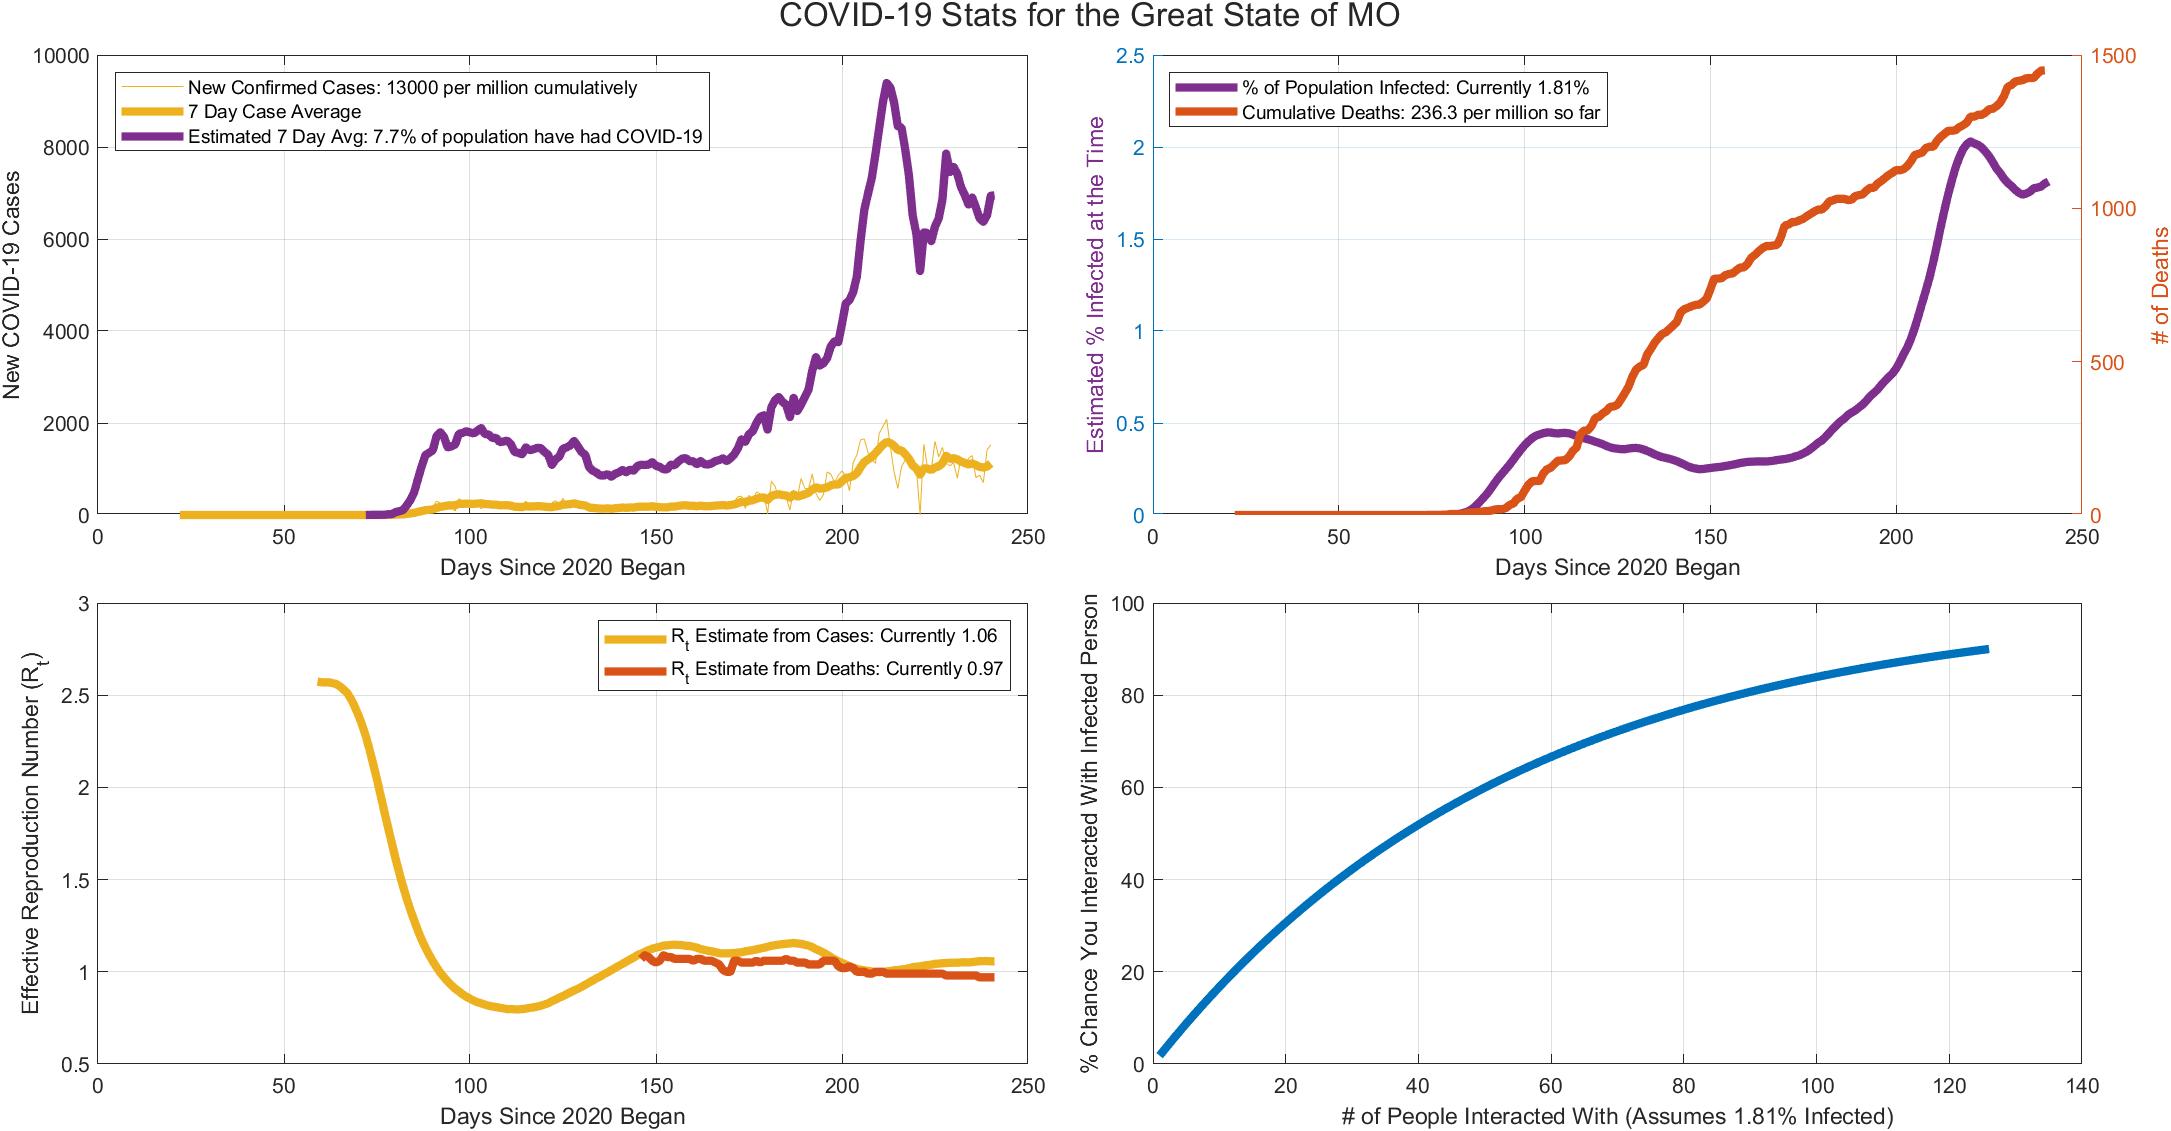 COVID-19 Stats for the Great State of MO
10000
8000
6000
4000
2000
0
New COVID-19 Cases
New Confirmed Cases: 13000 per million cumulatively
7 Day Case Average
Estimated 7 Day Avg: 7.7% of population have had COVID-19
0 50 100 150 200 250
Days Since 2020 Began
2.5
2
1.5
1
0.5
0
Estimated % Infected at the Time
% of Population Infected: Currently 1.81%
Cumulative Deaths: 236.3 per million so far
1500
1000
500
0
# of Deaths
0 50 100 150 200 250
Days Since 2020 Began
3
2.5
2
1.5
1
0.5
Effective Reproduction Number (Rt)
Rt Estimate from Cases: Currently 1.06
Rt Estimate from Deaths: Currently 0.97
0 50 100 150 200 250
Days Since 2020 Began
100
80
60
40
20
0
% Chance You Interacted With Infected Person
0 20 40 60 80 100 120 140
# of People Interacted With (Assumes 1.81% Infected)